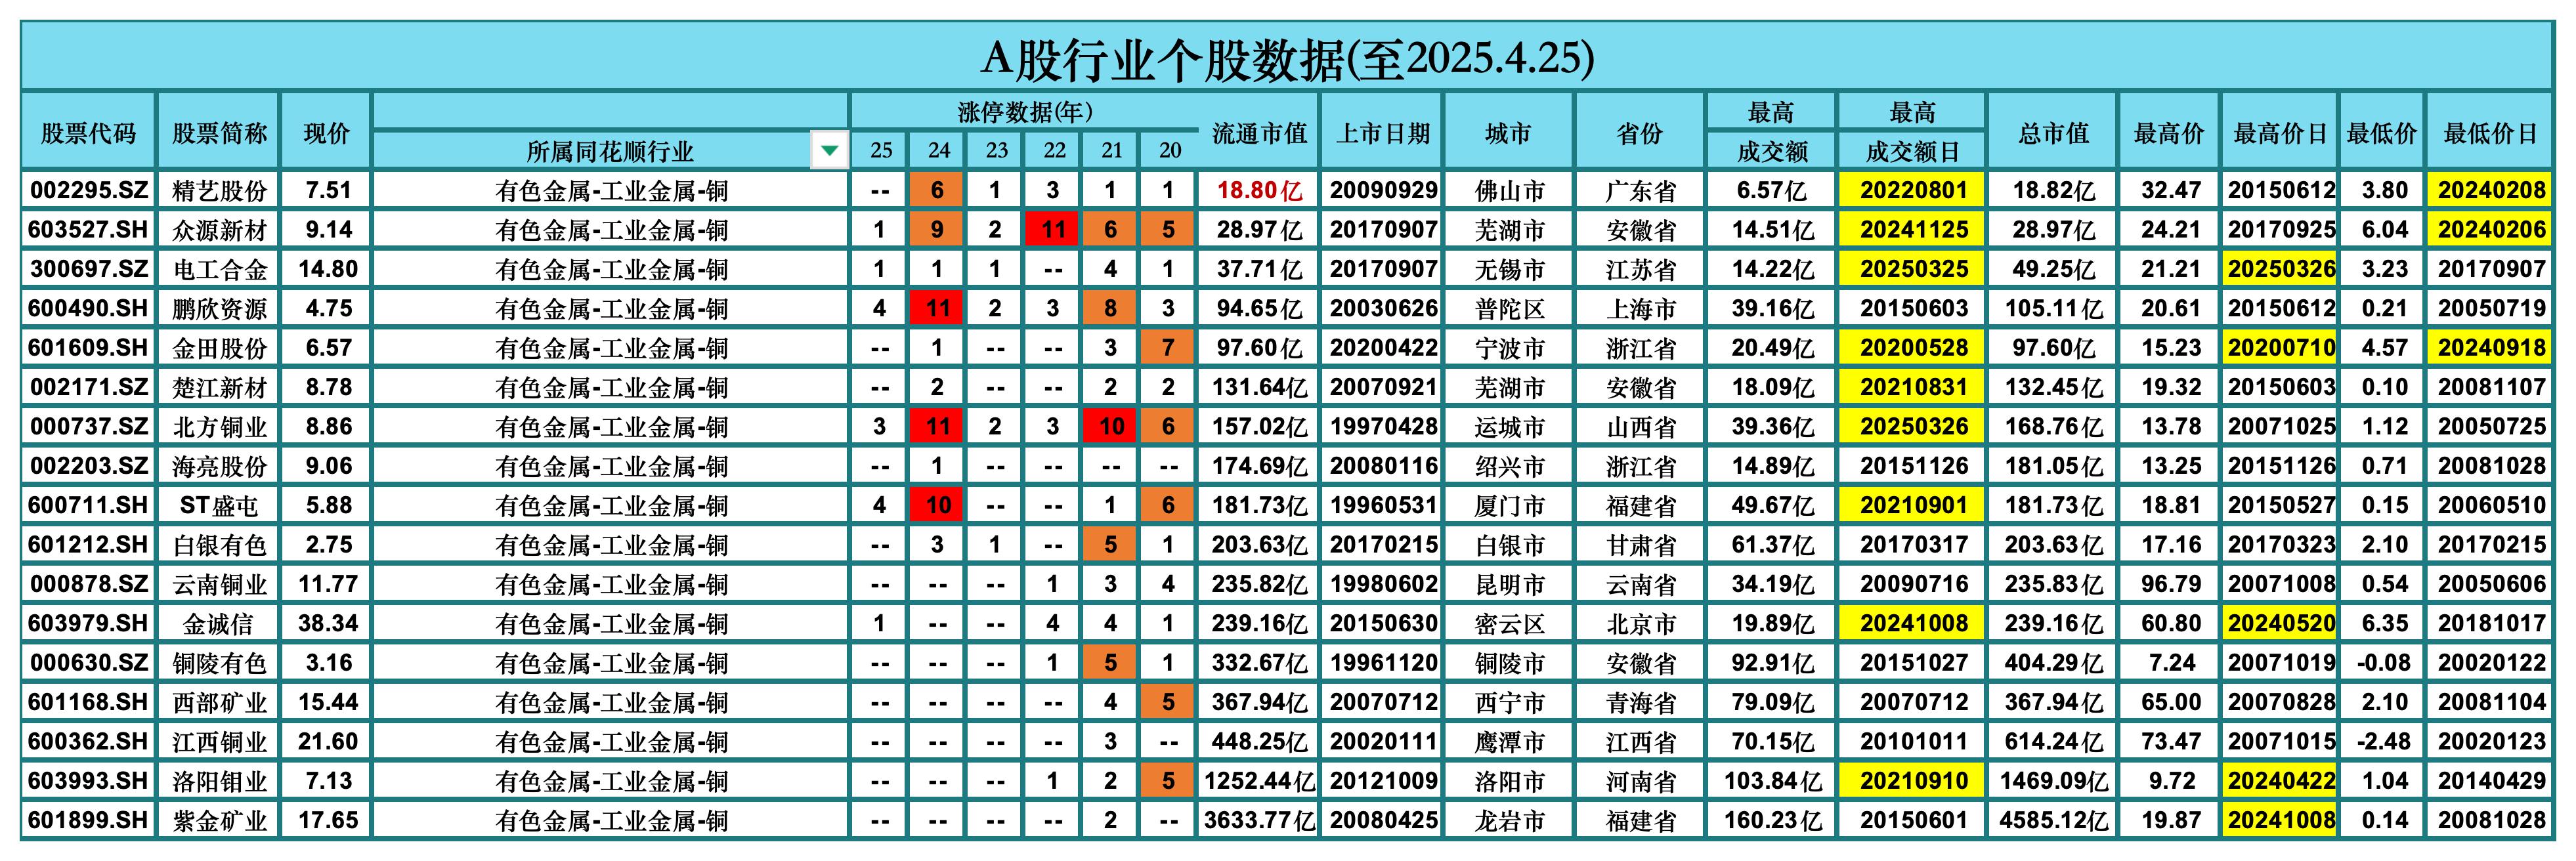 A股行业个股数据(至2025.4.25)
股票代码 股票简称 现价 所属同花顺行业 涨停数据(年) 流通市值 上市日期 城市 省份 最高 最高 总市值 最高价 最高价日 最低价 最低价日
25 24 23 22 21 20 成交额 成交额日
002295.SZ 精艺股份 7.51 有色金属-工业金属-铜 -- 6 1 3 1 1 18.80亿 20090929 佛山市 广东省 6.57亿 20220801 18.82亿 32.47 20150612 3.80 20240208
603527.SH 众源新材 9.14 有色金属-工业金属-铜 1 9 2 11 6 5 28.97亿 20170907 芜湖市 安徽省 14.51亿 20241125 28.97亿 24.21 20170925 6.04 20240206
300697.SZ 电工合金 14.80 有色金属-工业金属-铜 1 1 1 -- 4 1 37.71亿 20170907 无锡市 江苏省 14.22亿 20250325 49.25亿 21.21 20250326 3.23 20170907
600490.SH 鹏欣资源 4.75 有色金属-工业金属-铜 4 11 2 3 8 3 94.65亿 20030626 普陀区 上海市 39.16亿 20150603 105.11亿 20.61 20150612 0.21 20050719
601609.SH 金田股份 6.57 有色金属-工业金属-铜 -- 1 -- -- 3 7 97.60亿 20200422 宁波市 浙江省 20.49亿 20200528 97.60亿 15.23 20200710 4.57 20240918
002171.SZ 楚江新材 8.78 有色金属-工业金属-铜 -- 2 -- -- 2 2 131.64亿 20070921 芜湖市 安徽省 18.09亿 20210831 132.45亿 19.32 20150603 0.10 20081107
000737.SZ 北方铜业 8.86 有色金属-工业金属-铜 3 11 2 3 10 6 157.02亿 19970428 运城市 山西省 39.36亿 20250326 168.76亿 13.78 20071025 1.12 20050725
002203.SZ 海亮股份 9.06 有色金属-工业金属-铜 -- 1 -- -- -- -- 174.69亿 20080116 绍兴市 浙江省 14.89亿 20151126 181.05亿 13.25 20151126 0.71 20081028
600711.SH ST盛屯 5.88 有色金属-工业金属-铜 4 10 -- -- 1 6 181.73亿 19960531 厦门市 福建省 49.67亿 20210901 181.73亿 18.81 20150527 0.15 20060510
601212.SH 白银有色 2.75 有色金属-工业金属-铜 -- 3 1 -- 5 1 203.63亿 20170215 白银市 甘肃省 61.37亿 20170317 203.63亿 17.16 20170323 2.10 20170215
000878.SZ 云南铜业 11.77 有色金属-工业金属-铜 -- -- -- 1 3 4 235.82亿 19980602 昆明市 云南省 34.19亿 20090716 235.83亿 96.79 20071008 0.54 20050606
603979.SH 金诚信 38.34 有色金属-工业金属-铜 1 -- -- 4 4 1 239.16亿 20150630 密云区 北京市 19.89亿 20241008 239.16亿 60.80 20240520 6.35 20181017
000630.SZ 铜陵有色 3.16 有色金属-工业金属-铜 -- -- -- 1 5 1 332.67亿 19961120 铜陵市 安徽省 92.91亿 20151027 404.29亿 7.24 20071019 -0.08 20020122
601168.SH 西部矿业 15.44 有色金属-工业金属-铜 -- -- -- -- 4 5 367.94亿 20070712 西宁市 青海省 79.09亿 20070712 367.94亿 65.00 20070828 2.10 20081104
600362.SH 江西铜业 21.60 有色金属-工业金属-铜 -- -- -- -- 3 -- 448.25亿 20020111 鹰潭市 江西省 70.15亿 20101011 614.24亿 73.47 20071015 -2.48 20020123
603993.SH 洛阳钼业 7.13 有色金属-工业金属-铜 -- -- -- 1 2 5 1252.44亿 20121009 洛阳市 河南省 103.84亿 20210910 1469.09亿 9.72 20240422 1.04 20140429
601899.SH 紫金矿业 17.65 有色金属-工业金属-铜 -- -- -- -- 2 -- 3633.77亿 20080425 龙岩市 福建省 160.23亿 20150601 4585.12亿 19.87 20241008 0.14 20081028